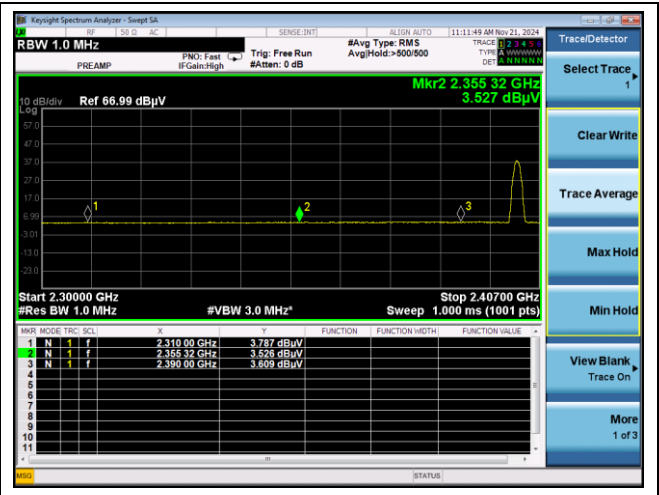 Keysight Spectrum Analyzer - Swept SA
RF 50 Ω AC SENSE:INT ALIGN AUTO 11:11:49 AM Nov 21, 2024
RBW 1.0 MHz
PREAMP
PNO: Fast
IFGain:High
Trig: Free Run
#Atten: 0 dB
#Avg Type: RMS
Avg|Hold:>500/500
TRACE 1 2 3 4 5 6
TYPE A WWWWW
DET A NNNNN
Mkr2 2.355 32 GHz
3.527 dBµV
10 dB/div Ref 66.99 dBµV
Log
57.0
47.0
37.0
27.0
17.0
6.99
-3.01
-13.0
-23.0
1
2
3
Start 2.30000 GHz Stop 2.40700 GHz
#Res BW 1.0 MHz #VBW 3.0 MHz* Sweep 1.000 ms (1001 pts)
MKR MODE TRC SCL X Y FUNCTION FUNCTION WIDTH FUNCTION VALUE
1 N 1 f 2.310 00 GHz 3.787 dBuV
2 N 1 f 2.355 32 GHz 3.526 dBuV
3 N 1 f 2.390 00 GHz 3.609 dBuV
4
5
6
7
8
9
10
11
MSG STATUS
Trace/Detector
Select Trace
1
Clear Write
Trace Average
Max Hold
Min Hold
View Blank
Trace On
More
1 of 3